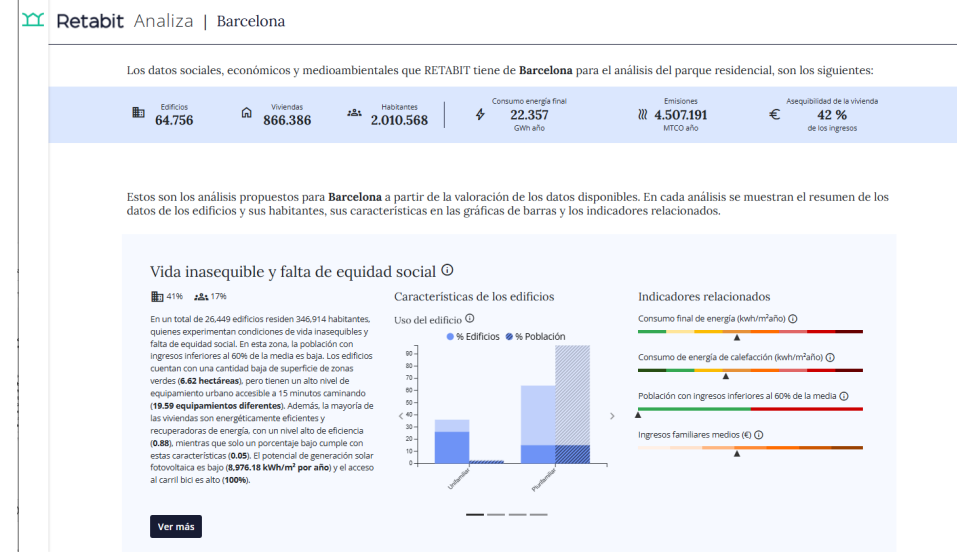 Retabit Analiza | Barcelona
Los datos sociales, económicos y medioambientales que RETABIT tiene de Barcelona para el análisis del parque residencial, son los siguientes:
Edificios
64.756
Viviendas
866.386
Habitantes
2.010.568
Consumo energía final
22.357
GWh año
Emisiones
4.507.191
MTCO año
Asequibilidad de la vivienda
42 %
de los ingresos
Estos son los análisis propuestos para Barcelona a partir de la valoración de los datos disponibles. En cada análisis se muestran el resumen de los
datos de los edificios y sus habitantes, sus características en las gráficas de barras y los indicadores relacionados.
Vida inasequible y falta de equidad social
41% 17%
En un total de 26,449 edificios residen 346,914 habitantes,
quienes experimentan condiciones de vida inasequibles y
falta de equidad social. En esta zona, la población con
ingresos inferiores al 60% de la media es baja. Los edificios
cuentan con una cantidad baja de superficie de zonas
verdes (6.62 hectáreas), pero tienen un alto nivel de
equipamiento urbano accesible a 15 minutos caminando
(19.59 equipamientos diferentes). Además, la mayoría de
las viviendas son energéticamente eficientes y
recuperadoras de energía, con un nivel alto de eficiencia
(0.88), mientras que solo un porcentaje bajo cumple con
estas características (0.05). El potencial de generación solar
fotovoltaica es bajo (8,976.18 kWh/m² por año) y el acceso
al carril bici es alto (100%).
Ver más
Características de los edificios
Uso del edificio
% Edificios % Población
90
80
70
60
50
40
30
20
10
0
Unifamiliar
Plurifamiliar
Indicadores relacionados
Consumo final de energía (kwh/m²año)
Consumo de energía de calefacción (kwh/m²año)
Población con ingresos inferiores al 60% de la media
Ingresos familiares medios (€)